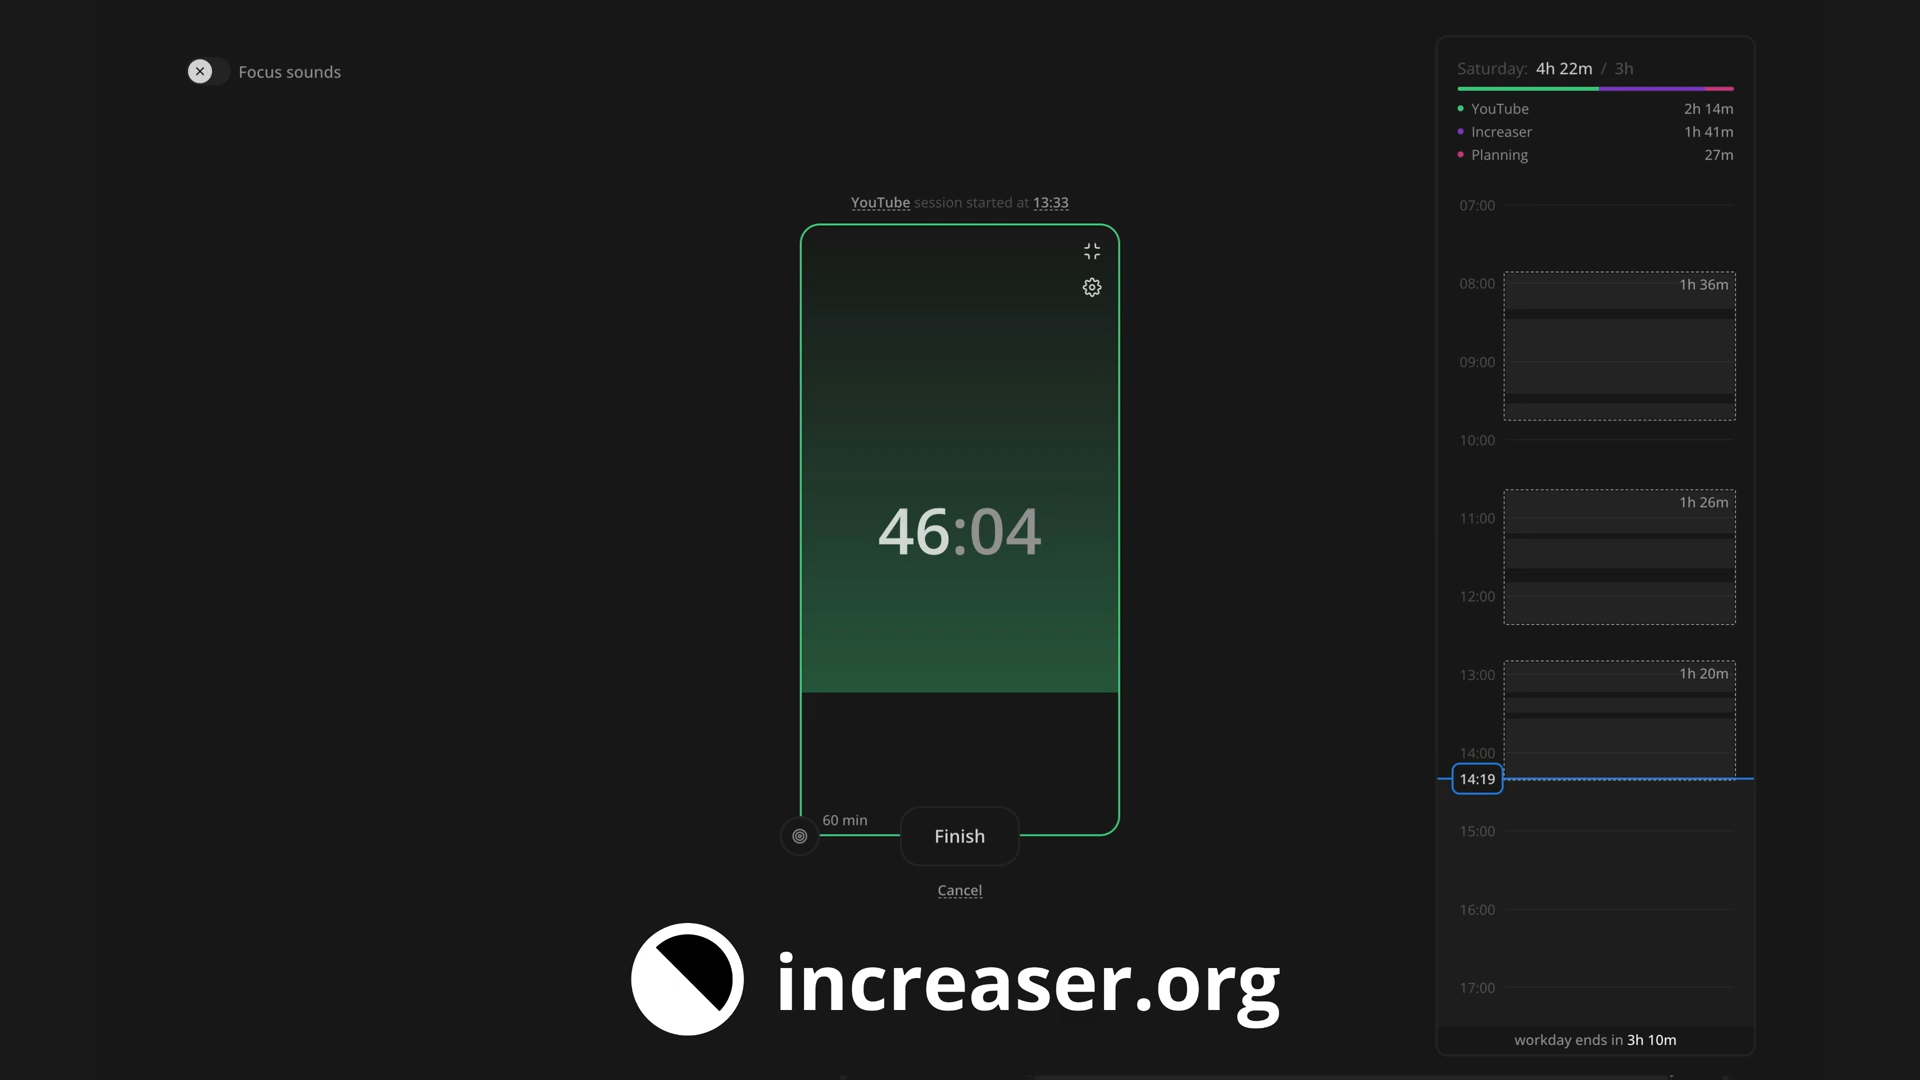 Focus sounds
YouTube session started at 13:33
46:04
60 min
Finish
Cancel
increaser.org
Saturday: 4h 22m / 3h
YouTube 2h 14m
Increaser 1h 41m
Planning 27m
07:00
08:00 1h 36m
09:00
10:00
1h 26m
11:00
12:00
13:00 1h 20m
14:00
14:19
15:00
16:00
17:00
workday ends in 3h 10m